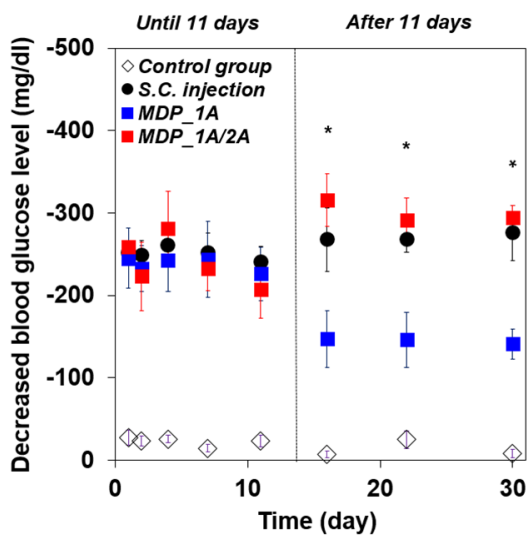 Until 11 days
After 11 days
-500
Control group
S.C. injection
MDP_1A
MDP_1A/2A
-400
-300
-200
-100
0
* * *
0 10 20 30
Time (day)
Decreased blood glucose level (mg/dl)